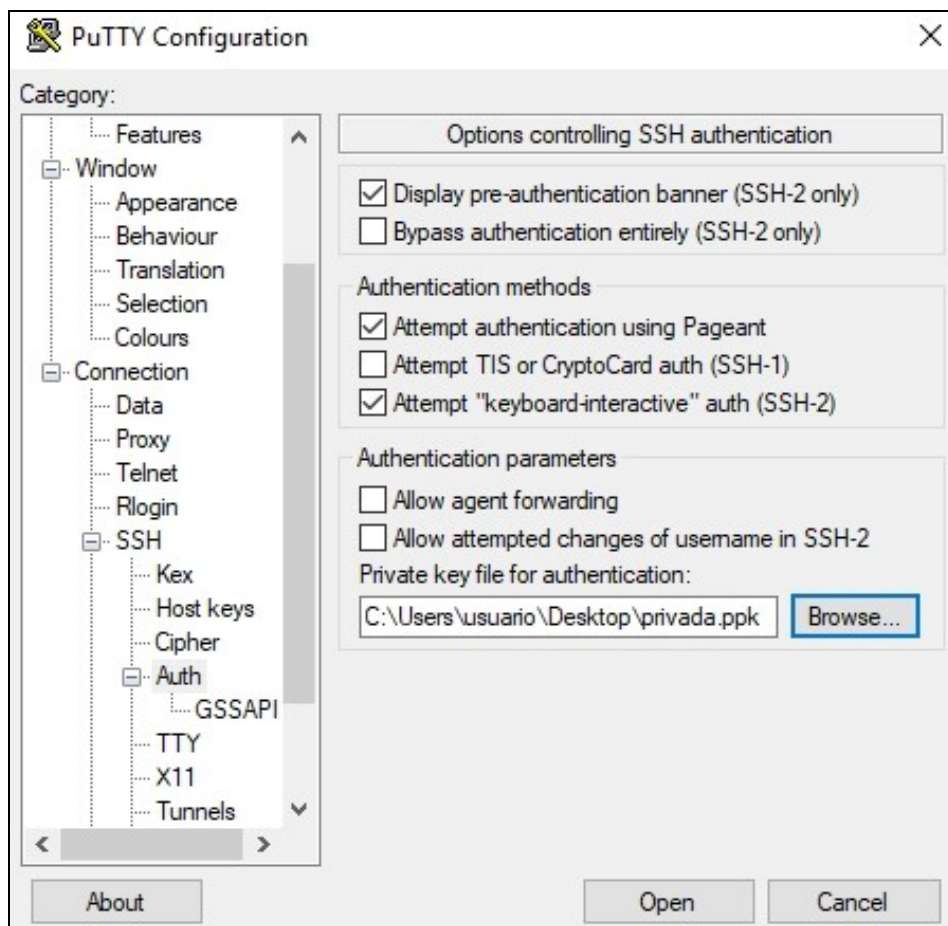 PuTTY Configuration
Category:
Features
Window
Appearance
Behaviour
Translation
Selection
Colours
Connection
Data
Proxy
Telnet
Rlogin
SSH
Kex
Host keys
Cipher
Auth
GSSAPI
TTY
X11
Tunnels
Options controlling SSH authentication
Display pre-authentication banner (SSH-2 only)
Bypass authentication entirely (SSH-2 only)
Authentication methods
Attempt authentication using Pageant
Attempt TIS or CryptoCard auth (SSH-1)
Attempt "keyboard-interactive" auth (SSH-2)
Authentication parameters
Allow agent forwarding
Allow attempted changes of username in SSH-2
Private key file for authentication:
C:\Users\usuario\Desktop\privada.ppk
Browse...
About
Open
Cancel